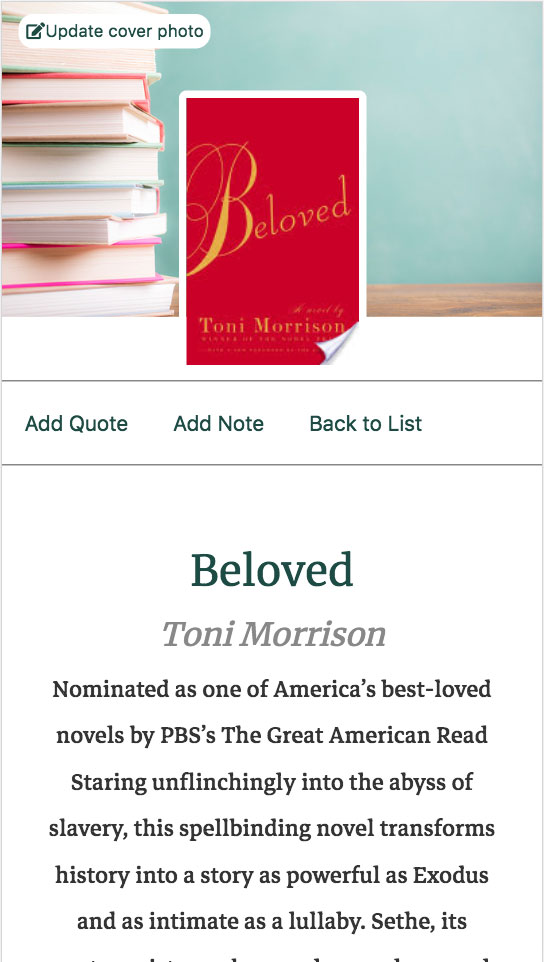 Update cover photo
Beloved
A novel by
Toni Morrison
WINNER OF THE NOBEL
Add Quote Add Note Back to List
Beloved
Toni Morrison
Nominated as one of America’s best-loved
novels by PBS’s The Great American Read
Staring unflinchingly into the abyss of
slavery, this spellbinding novel transforms
history into a story as powerful as Exodus
and as intimate as a lullaby. Sethe, its